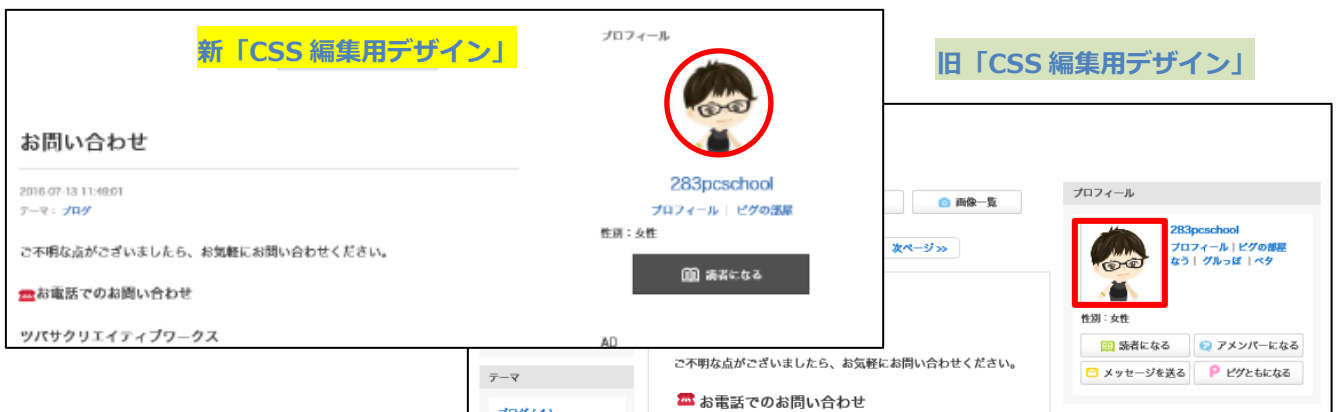 新「CSS 編集用デザイン」
プロフィール
お問い合わせ
2016-07-13 11:49:01
テーマ： ブログ
ご不明な点がございましたら、お気軽にお問い合わせください。
☎お電話でのお問い合わせ
ツバサクリエイティブワークス
283pcschool
プロフィール｜ ピグの部屋
性別：女性
読者になる
AD
旧「CSS 編集用デザイン」
画像一覧
次ページ >>
テーマ
ご不明な点がございましたら、お気軽にお問い合わせください。
☎ お電話でのお問い合わせ
プロフィール
283pcschool
プロフィール｜ピグの部屋
なう｜ グルっぽ ｜ペタ
性別：女性
読者になる
アメンバーになる
メッセージを送る
ピグともになる